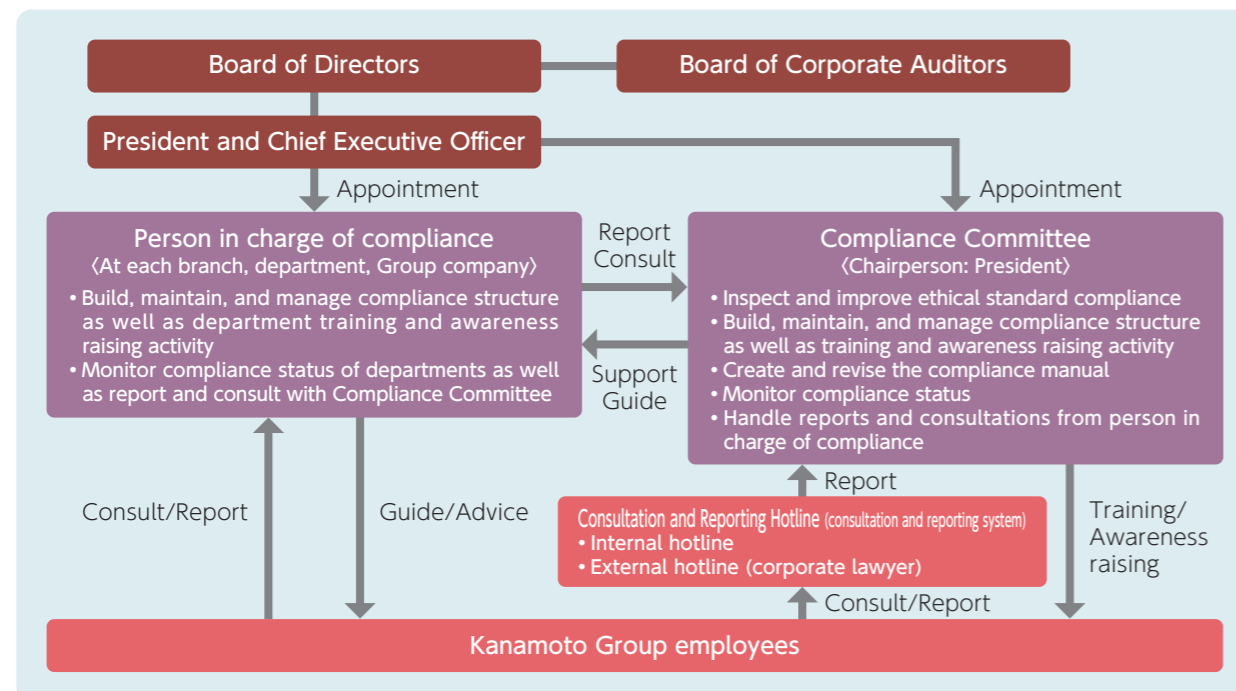 Board of Directors
Board of Corporate Auditors
President and Chief Executive Officer
Appointment
Appointment
Person in charge of compliance
〈At each branch, department, Group company〉
• Build, maintain, and manage compliance structure
as well as department training and awareness
raising activity
• Monitor compliance status of departments as well
as report and consult with Compliance Committee
Report
Consult
Support
Guide
Compliance Committee
〈Chairperson: President〉
• Inspect and improve ethical standard compliance
• Build, maintain, and manage compliance structure
as well as training and awareness raising activity
• Create and revise the compliance manual
• Monitor compliance status
• Handle reports and consultations from person in
charge of compliance
Consult/Report
Guide/Advice
Report
Consultation and Reporting Hotline (consultation and reporting system)
• Internal hotline
• External hotline (corporate lawyer)
Consult/Report
Training/
Awareness
raising
Kanamoto Group employees